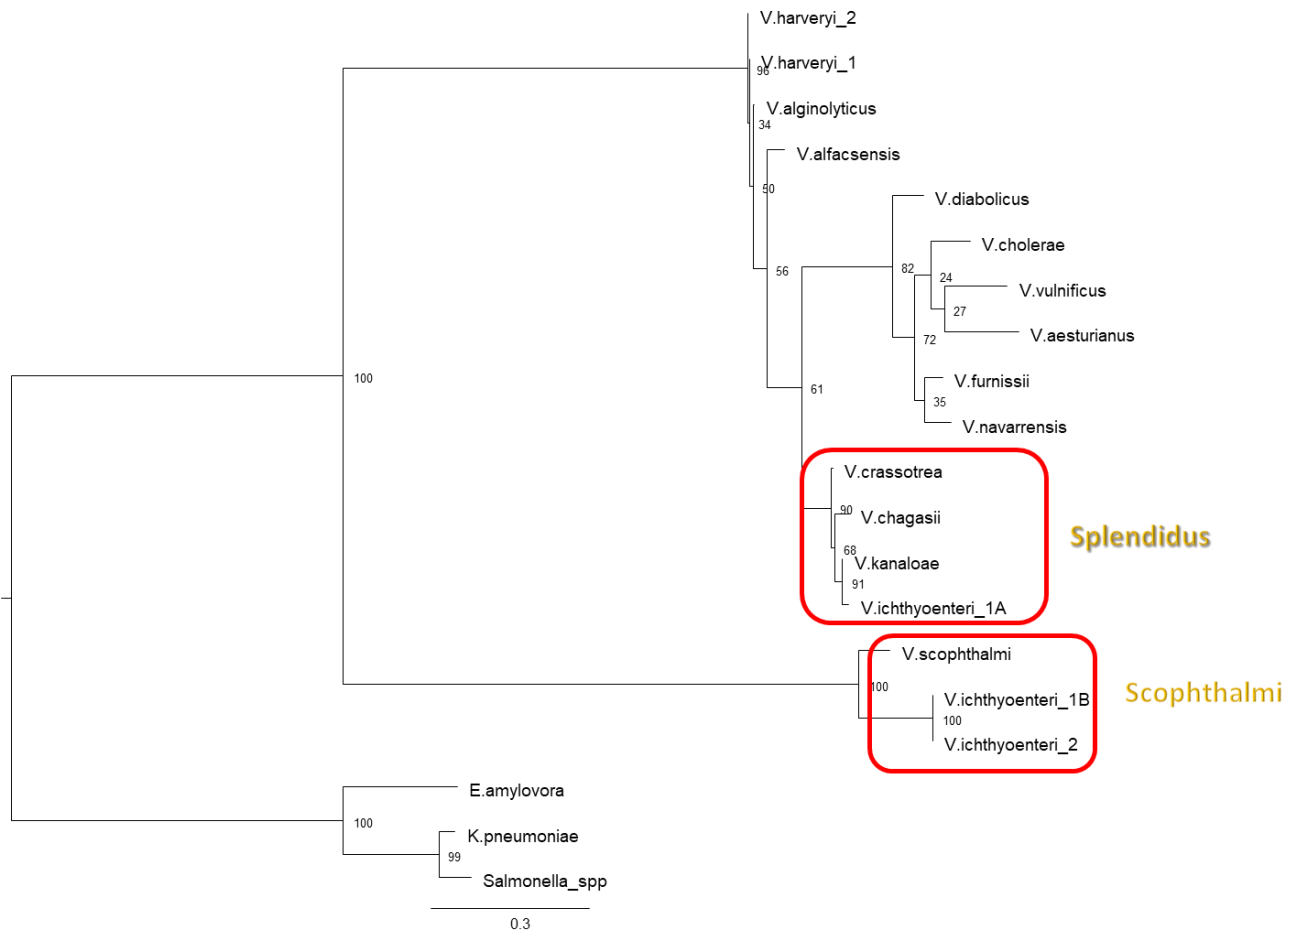 V.harveryi_2
V.harveryi_1
96
V.alginolyticus
34
V.alfacsensis
50
V.diabolicus
V.cholerae
82
56
24
V.vulnificus
27
V.aesturianus
72
100
V.furnissii
61
35
V.navarrensis
V.crassotrea
90
V.chagasii
Splendidus
68
V.kanaloae
91
V.ichthyoenteri_1A
V.scophthalmi
100
Scophthalmi
V.ichthyoenteri_1B
100
V.ichthyoenteri_2
E.amylovora
100
K.pneumoniae
99
Salmonella_spp
0.3